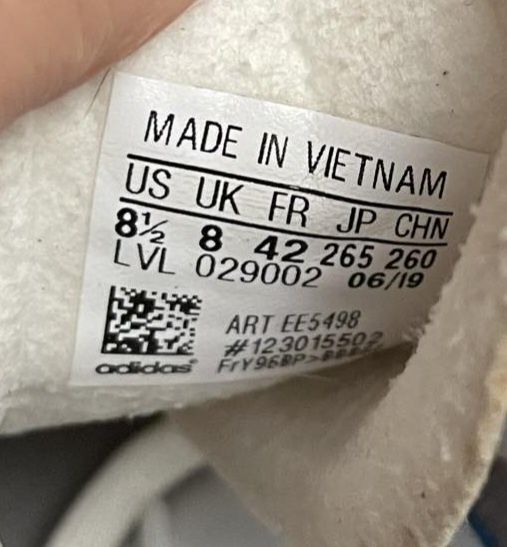 MADE IN VIETNAM
US UK FR JP CHN
8½ 8 42 265 260
LVL 029002 06/19
ART EE5498
#123015502
adidas